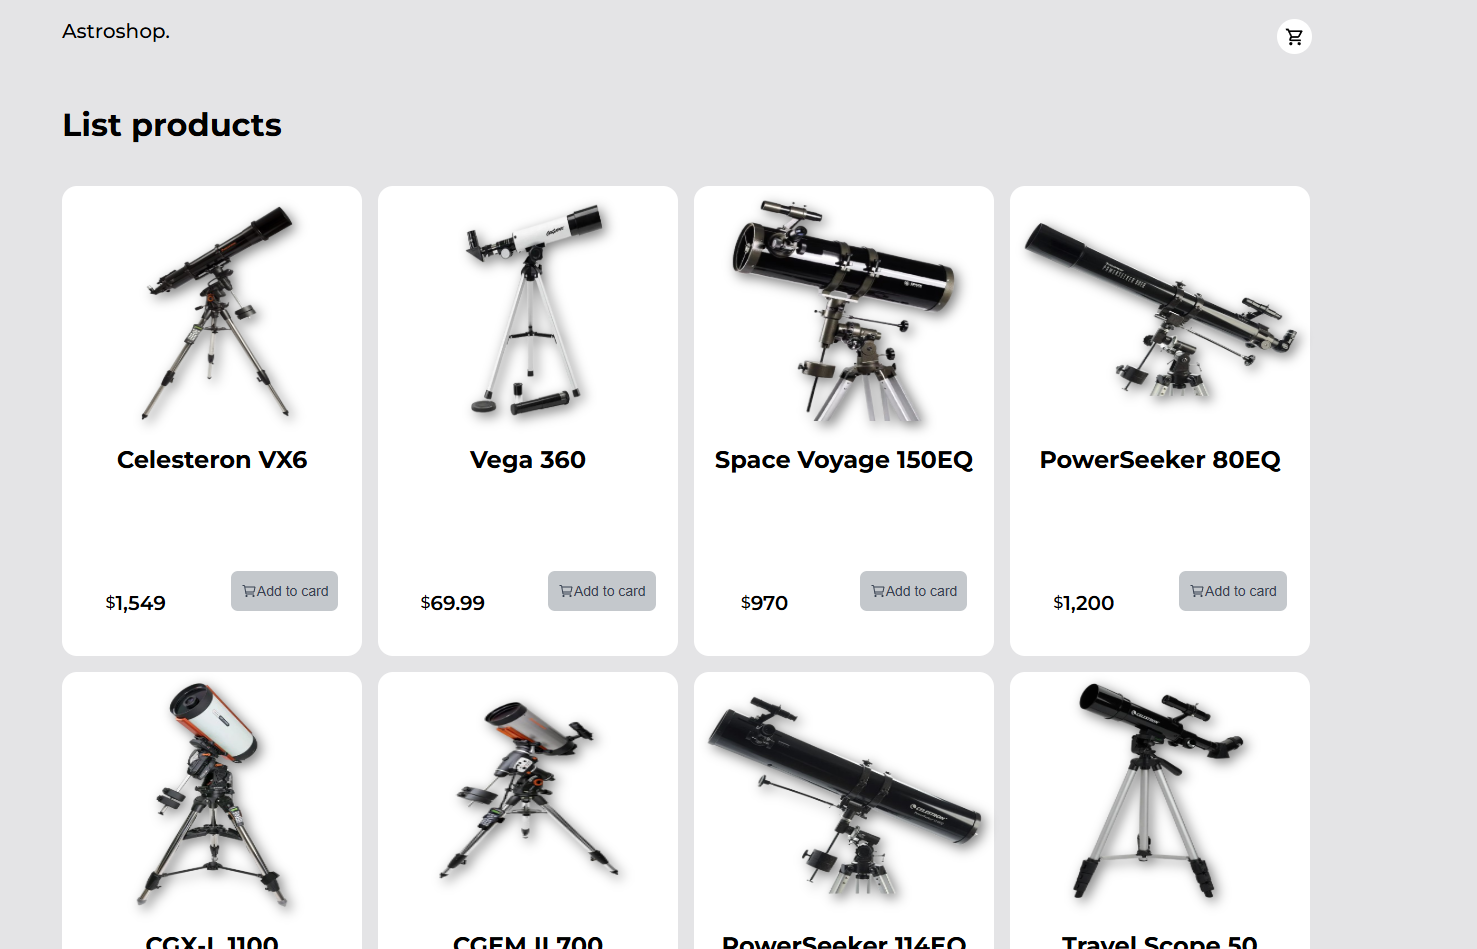 Astroshop.
List products
Celesteron VX6
Vega 360
Space Voyage 150EQ
PowerSeeker 80EQ
$1,549
Add to card
$69.99
Add to card
$970
Add to card
$1,200
Add to card
CELESTRON
CELESTRON
CGX-L 1100
CGEM II 700
PowerSeeker 114EQ
Travel Scope 50